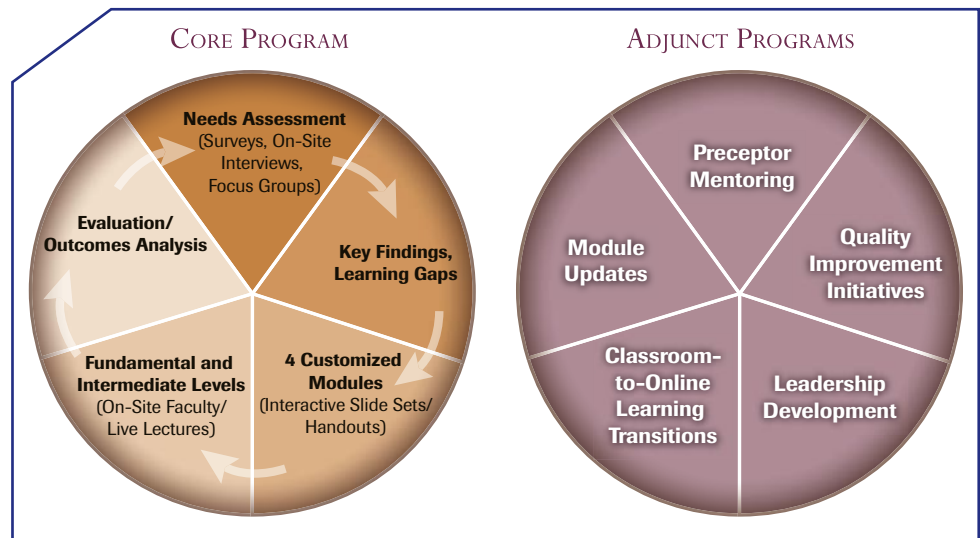 CORE PROGRAM
Needs Assessment
(Surveys, On-Site
Interviews,
Focus Groups)
Key Findings,
Learning Gaps
4 Customized
Modules
(Interactive Slide Sets/
Handouts)
Fundamental and
Intermediate Levels
(On-Site Faculty/
Live Lectures)
Evaluation/
Outcomes Analysis
ADJUNCT PROGRAMS
Preceptor
Mentoring
Quality
Improvement
Initiatives
Leadership
Development
Classroom-
to-Online
Learning
Transitions
Module
Updates